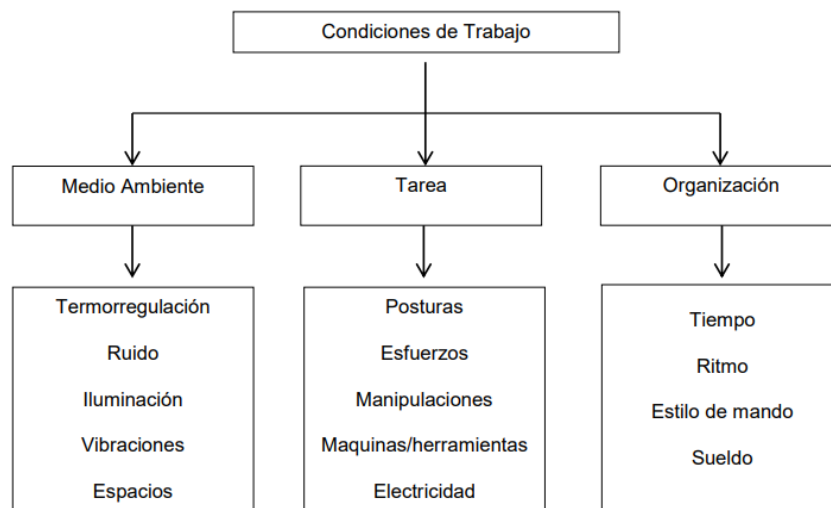 Condiciones de Trabajo
Medio Ambiente
Tarea
Organización
Termorregulación
Ruido
Iluminación
Vibraciones
Espacios
Posturas
Esfuerzos
Manipulaciones
Maquinas/herramientas
Electricidad
Tiempo
Ritmo
Estilo de mando
Sueldo